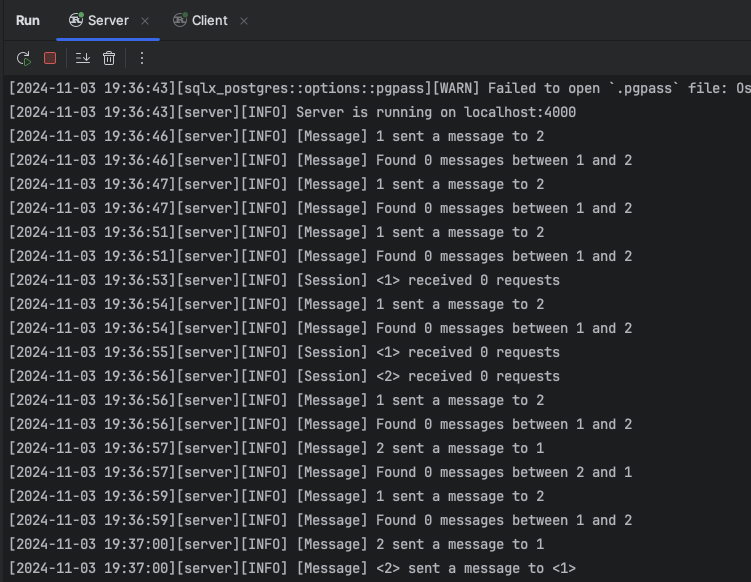 Run Server Client
[2024-11-03 19:36:43][sqlx_postgres::options::pgpass][WARN] Failed to open `.pgpass` file: Os
[2024-11-03 19:36:43][server][INFO] Server is running on localhost:4000
[2024-11-03 19:36:46][server][INFO] [Message] 1 sent a message to 2
[2024-11-03 19:36:46][server][INFO] [Message] Found 0 messages between 1 and 2
[2024-11-03 19:36:47][server][INFO] [Message] 1 sent a message to 2
[2024-11-03 19:36:47][server][INFO] [Message] Found 0 messages between 1 and 2
[2024-11-03 19:36:51][server][INFO] [Message] 1 sent a message to 2
[2024-11-03 19:36:51][server][INFO] [Message] Found 0 messages between 1 and 2
[2024-11-03 19:36:53][server][INFO] [Session] <1> received 0 requests
[2024-11-03 19:36:54][server][INFO] [Message] 1 sent a message to 2
[2024-11-03 19:36:54][server][INFO] [Message] Found 0 messages between 1 and 2
[2024-11-03 19:36:55][server][INFO] [Session] <1> received 0 requests
[2024-11-03 19:36:56][server][INFO] [Session] <2> received 0 requests
[2024-11-03 19:36:56][server][INFO] [Message] 1 sent a message to 2
[2024-11-03 19:36:56][server][INFO] [Message] Found 0 messages between 1 and 2
[2024-11-03 19:36:57][server][INFO] [Message] 2 sent a message to 1
[2024-11-03 19:36:57][server][INFO] [Message] Found 0 messages between 2 and 1
[2024-11-03 19:36:59][server][INFO] [Message] 1 sent a message to 2
[2024-11-03 19:36:59][server][INFO] [Message] Found 0 messages between 1 and 2
[2024-11-03 19:37:00][server][INFO] [Message] 2 sent a message to 1
[2024-11-03 19:37:00][server][INFO] [Message] <2> sent a message to <1>